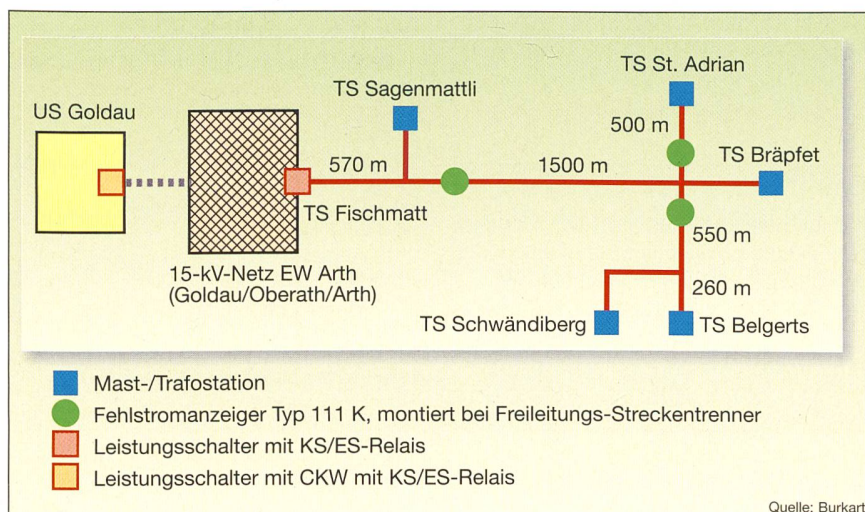 US Goldau
TS Sagenmattli
TS St. Adrian
500 m
TS Bräpfet
570 m
1500 m
TS Fischmatt
550 m
15-kV-Netz EW Arth
(Goldau/Oberath/Arth)
260 m
TS Schwändiberg
TS Belgerts
Mast-/Trafostation
Fehlstromanzeiger Typ 111 K, montiert bei Freileitungs-Streckentrenner
Leistungsschalter mit KS/ES-Relais
Leistungsschalter mit CKW mit KS/ES-Relais
Quelle: Burkart